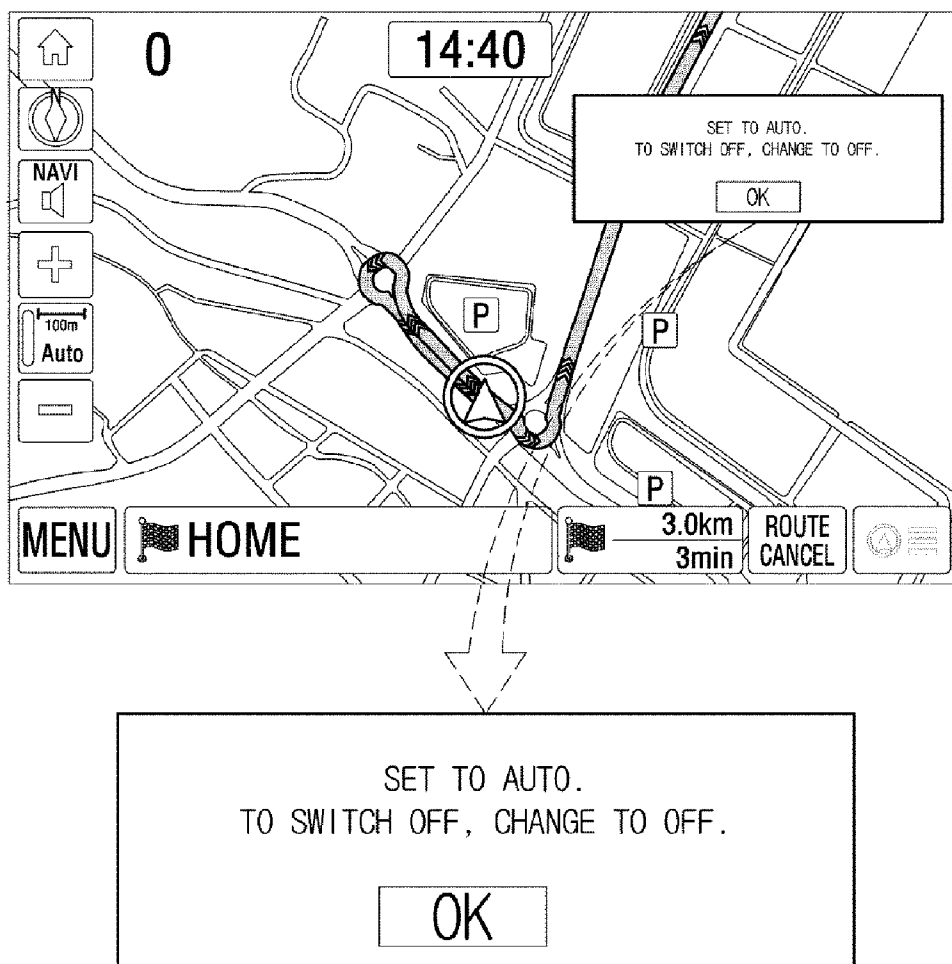 0
14:40
N
NAVI
SET TO AUTO.
TO SWITCH OFF, CHANGE TO OFF.
OK
100m
Auto
P
P
P
MENU
HOME
3.0km
3min
ROUTE
CANCEL
SET TO AUTO.
TO SWITCH OFF, CHANGE TO OFF.
OK